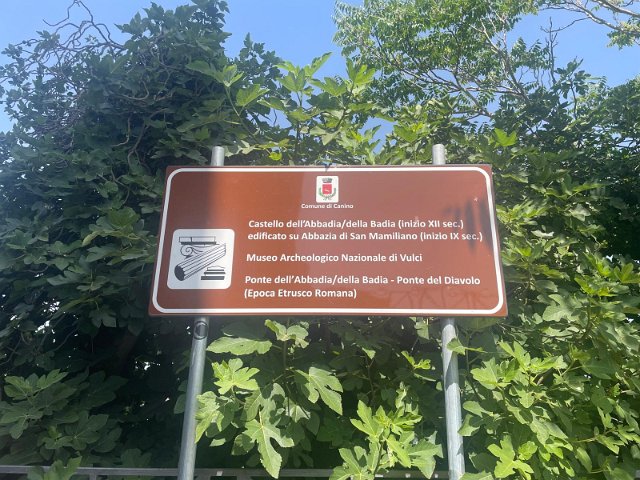 Comune di Canino
Castello dell'Abbadia/della Badia (inizio XII sec.)
edificato su Abbazia di San Mamiliano (inizio IX sec.)
Museo Archeologico Nazionale di Vulci
Ponte dell'Abbadia/della Badia - Ponte del Diavolo
(Epoca Etrusco Romana)